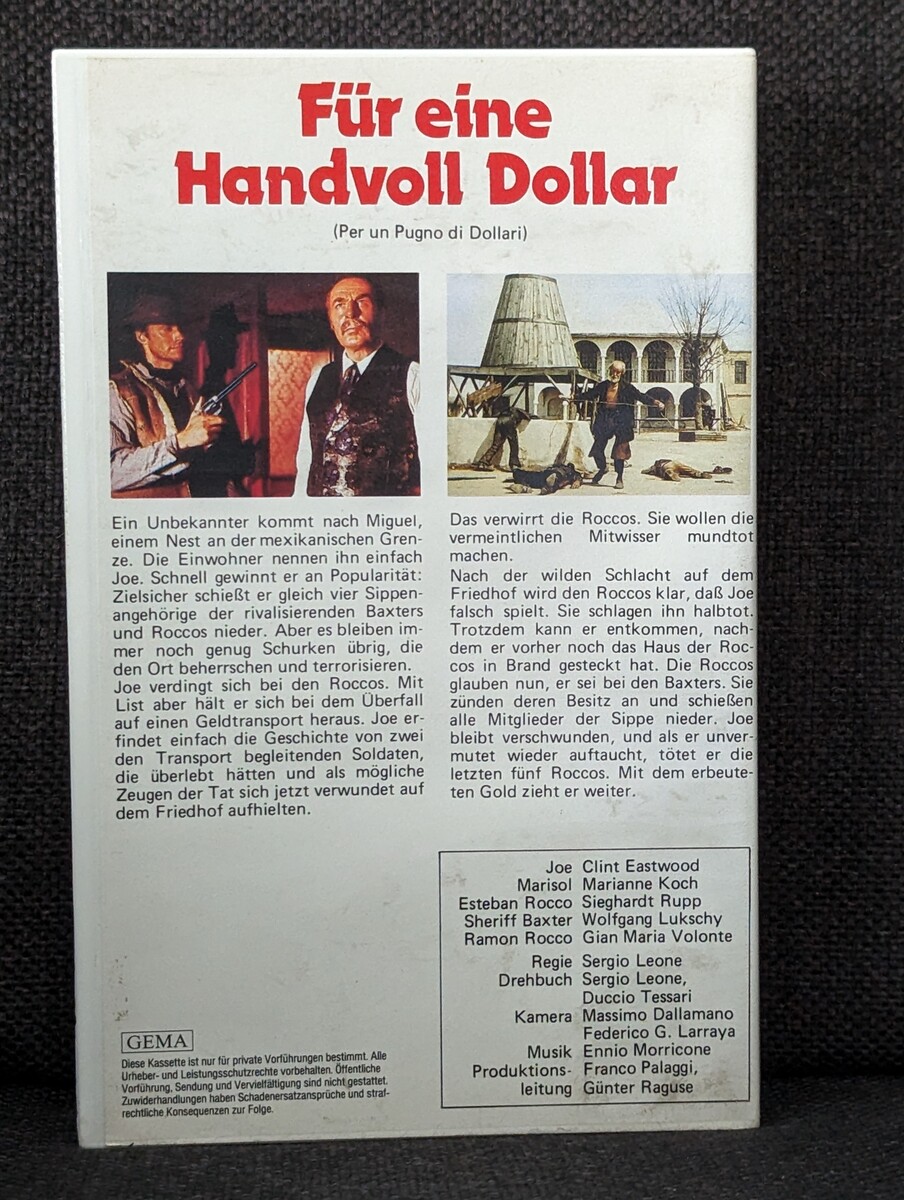 Für eine
Handvoll Dollar
(Per un Pugno di Dollari)
Ein Unbekannter kommt nach Miguel,
einem Nest an der mexikanischen Gren-
ze. Die Einwohner nennen ihn einfach
Joe. Schnell gewinnt er an Popularität:
Zielsicher schießt er gleich vier Sippen-
angehörige der rivalisierenden Baxters
und Roccos nieder. Aber es bleiben im-
mer noch genug Schurken übrig, die
den Ort beherrschen und terrorisieren.
Joe verdingt sich bei den Roccos. Mit
List aber hält er sich bei dem Überfall
auf einen Geldtransport heraus. Joe er-
findet einfach die Geschichte von zwei
den Transport begleitenden Soldaten,
die überlebt hätten und als mögliche
Zeugen der Tat sich jetzt verwundet auf
dem Friedhof aufhielten.
Das verwirrt die Roccos. Sie wollen die
vermeintlichen Mitwisser mundtot
machen.
Nach der wilden Schlacht auf dem
Friedhof wird den Roccos klar, daß Joe
falsch spielt. Sie schlagen ihn halbtot.
Trotzdem kann er entkommen, nach-
dem er vorher noch das Haus der Roc-
cos in Brand gesteckt hat. Die Roccos
glauben nun, er sei bei den Baxters. Sie
zünden deren Besitz an und schießen
alle Mitglieder der Sippe nieder. Joe
bleibt verschwunden, und als er unver-
mutet wieder auftaucht, tötet er die
letzten fünf Roccos. Mit dem erbeute-
ten Gold zieht er weiter.
Joe Clint Eastwood
Marisol Marianne Koch
Esteban Rocco Sieghardt Rupp
Sheriff Baxter Wolfgang Lukschy
Ramon Rocco Gian Maria Volonte
Regie Sergio Leone
Drehbuch Sergio Leone,
Duccio Tessari
Kamera Massimo Dallamano
Federico G. Larraya
Musik Ennio Morricone
Produktions- Franco Palaggi,
leitung Günter Raguse
GEMA
Diese Kassette ist nur für private Vorführungen bestimmt. Alle
Urheber- und Leistungsschutzrechte vorbehalten. Öffentliche
Vorführung, Sendung und Vervielfältigung sind nicht gestattet.
Zuwiderhandlungen haben Schadenersatzansprüche und straf-
rechtliche Konsequenzen zur Folge.